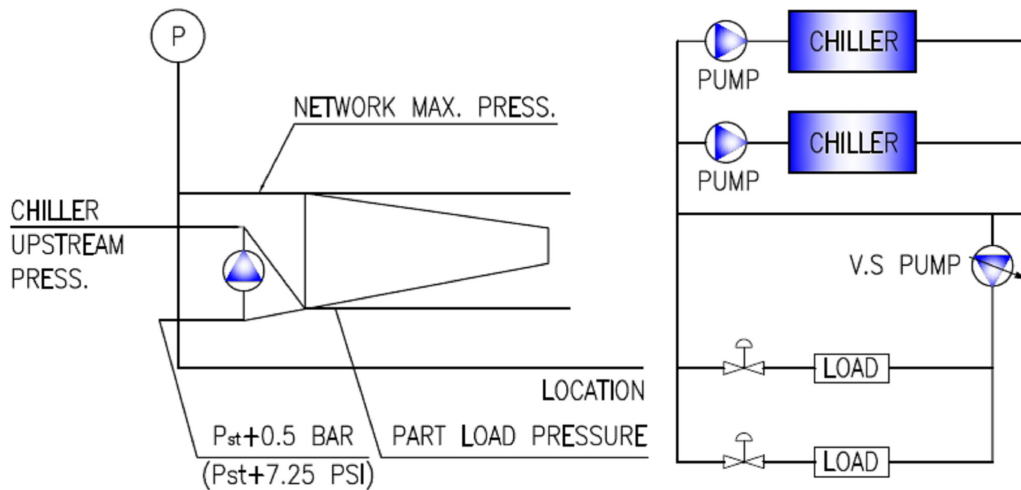 P
NETWORK MAX. PRESS.
CHILLER
UPSTREAM
PRESS.
LOCATION
Pst+0.5 BAR
(Pst+7.25 PSI)
PART LOAD PRESSURE
CHILLER
PUMP
CHILLER
PUMP
V.S PUMP
LOAD
LOAD